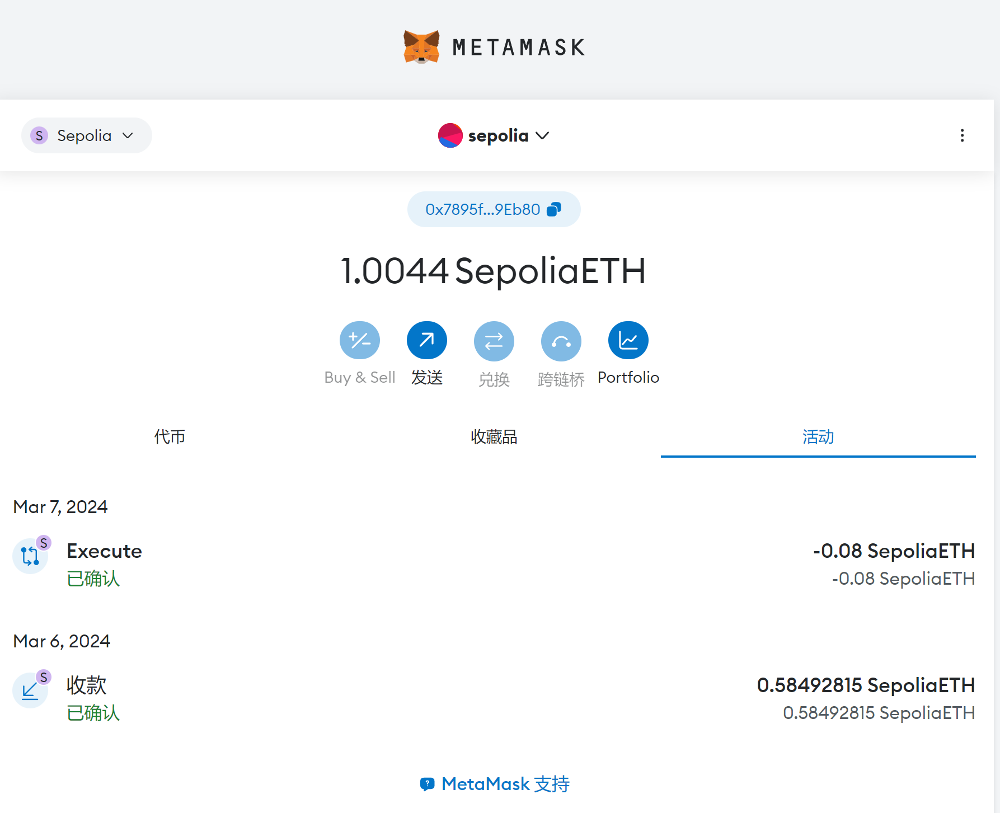 METAMASK
S Sepolia
sepolia
0x7895f...9Eb80
1.0044 SepoliaETH
Buy & Sell 发送 兑换 跨链桥 Portfolio
代币 收藏品 活动
Mar 7, 2024
S
Execute -0.08 SepoliaETH
已确认 -0.08 SepoliaETH
Mar 6, 2024
S
收款 0.58492815 SepoliaETH
已确认 0.58492815 SepoliaETH
? MetaMask 支持